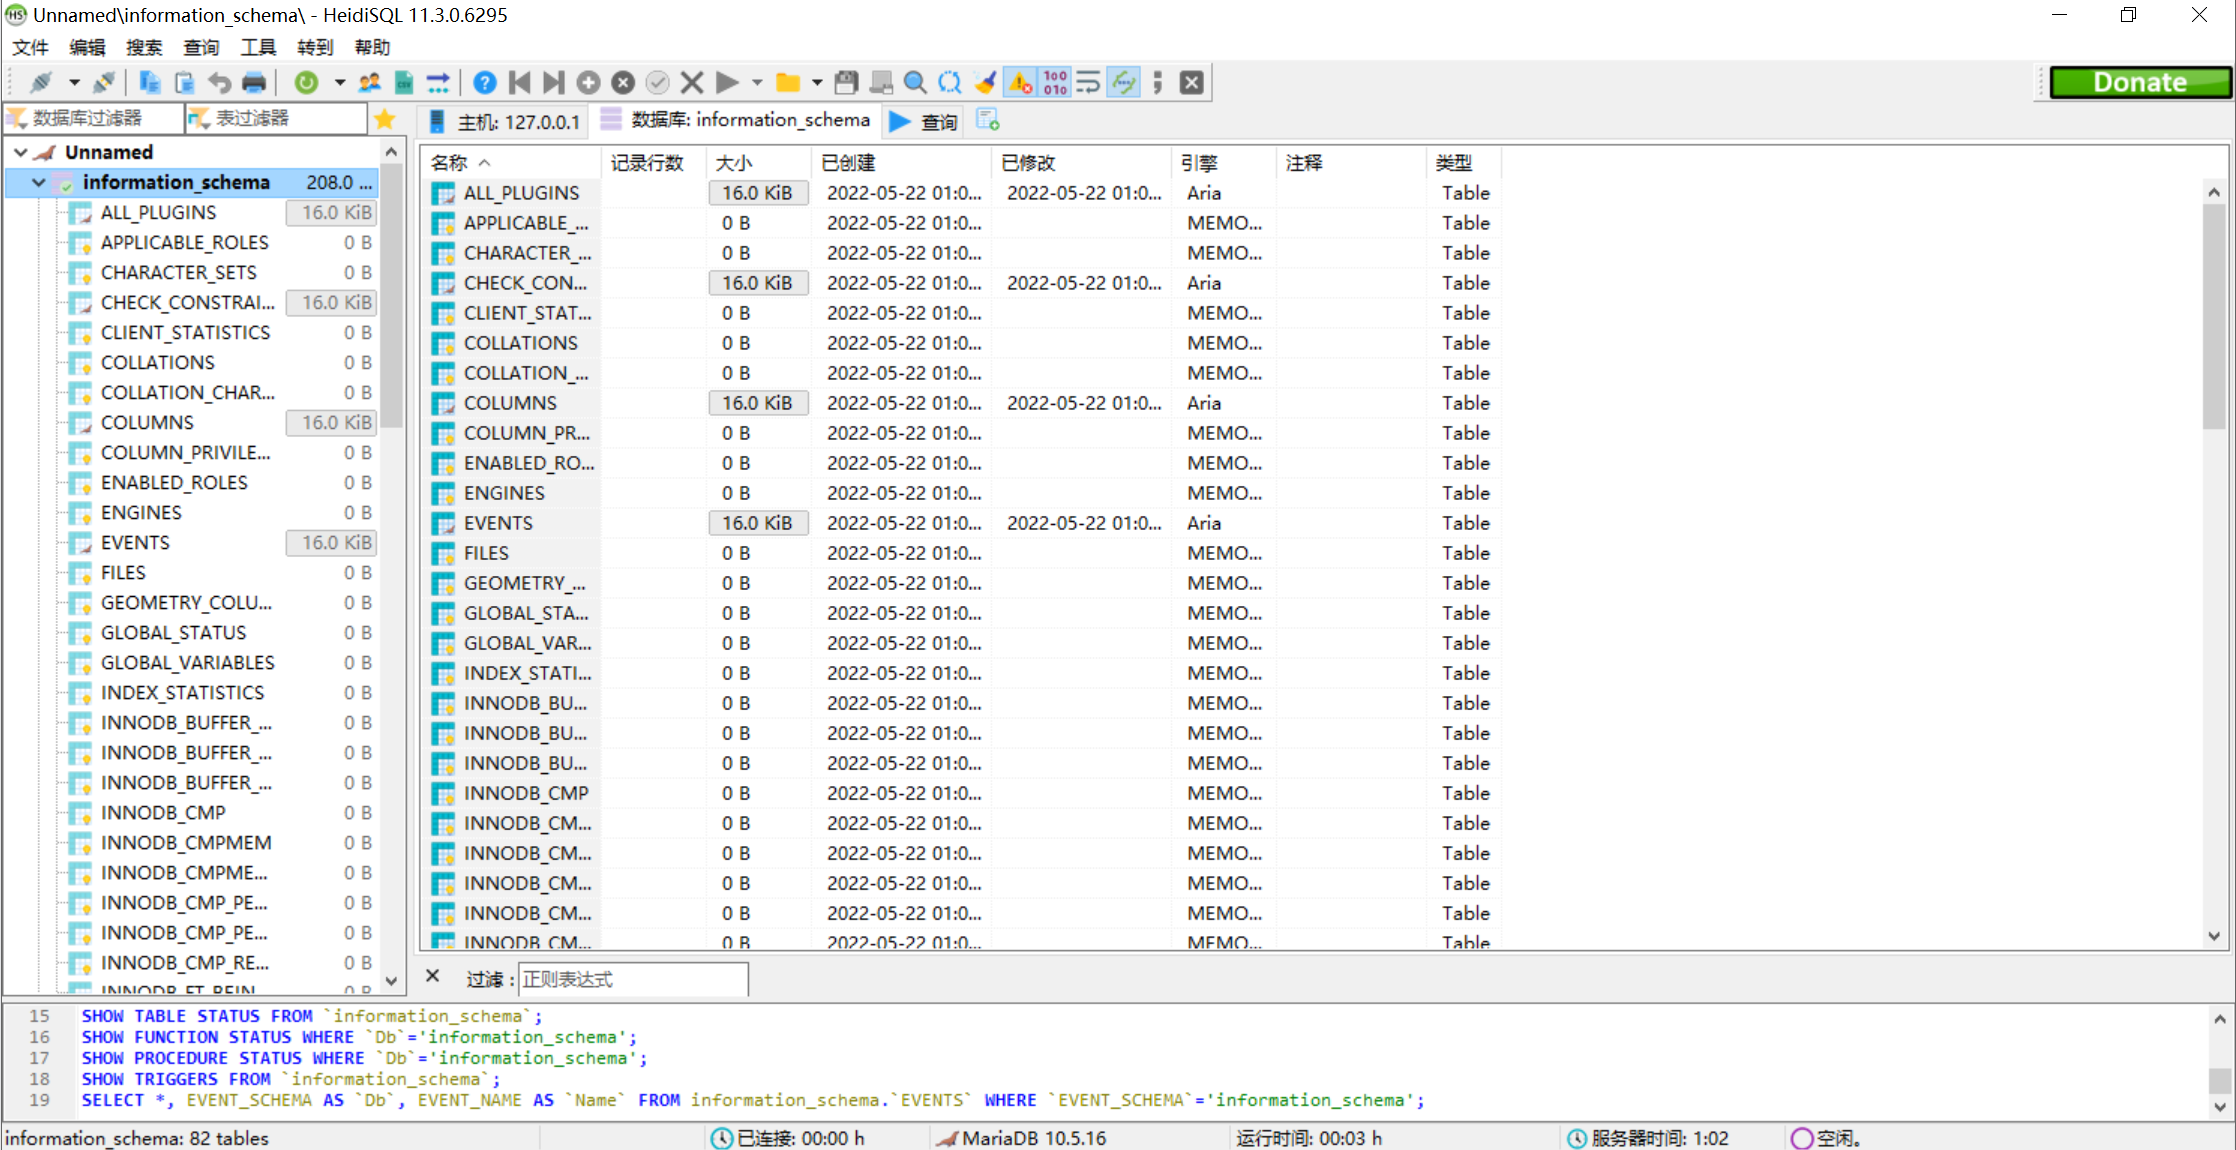 Unnamed\information_schema\ - HeidiSQL 11.3.0.6295
文件 编辑 搜索 查询 工具 转到 帮助
Donate
数据库过滤器 表过滤器
主机: 127.0.0.1 数据库: information_schema 查询
Unnamed
information_schema 208.0 ...
ALL_PLUGINS 16.0 KiB
APPLICABLE_ROLES 0 B
CHARACTER_SETS 0 B
CHECK_CONSTRAI... 16.0 KiB
CLIENT_STATISTICS 0 B
COLLATIONS 0 B
COLLATION_CHAR... 0 B
COLUMNS 16.0 KiB
COLUMN_PRIVILE... 0 B
ENABLED_ROLES 0 B
ENGINES 0 B
EVENTS 16.0 KiB
FILES 0 B
GEOMETRY_COLU... 0 B
GLOBAL_STATUS 0 B
GLOBAL_VARIABLES 0 B
INDEX_STATISTICS 0 B
INNODB_BUFFER_... 0 B
INNODB_BUFFER_... 0 B
INNODB_BUFFER_... 0 B
INNODB_CMP 0 B
INNODB_CMPMEM 0 B
INNODB_CMPME... 0 B
INNODB_CMP_PE... 0 B
INNODB_CMP_PE... 0 B
INNODB_CMP_RE... 0 B
名称 记录行数 大小 已创建 已修改 引擎 注释 类型
ALL_PLUGINS 16.0 KiB 2022-05-22 01:0... 2022-05-22 01:0... Aria Table
APPLICABLE_... 0 B 2022-05-22 01:0... MEMO... Table
CHARACTER_... 0 B 2022-05-22 01:0... MEMO... Table
CHECK_CON... 16.0 KiB 2022-05-22 01:0... 2022-05-22 01:0... Aria Table
CLIENT_STAT... 0 B 2022-05-22 01:0... MEMO... Table
COLLATIONS 0 B 2022-05-22 01:0... MEMO... Table
COLLATION_... 0 B 2022-05-22 01:0... MEMO... Table
COLUMNS 16.0 KiB 2022-05-22 01:0... 2022-05-22 01:0... Aria Table
COLUMN_PR... 0 B 2022-05-22 01:0... MEMO... Table
ENABLED_RO... 0 B 2022-05-22 01:0... MEMO... Table
ENGINES 0 B 2022-05-22 01:0... MEMO... Table
EVENTS 16.0 KiB 2022-05-22 01:0... 2022-05-22 01:0... Aria Table
FILES 0 B 2022-05-22 01:0... MEMO... Table
GEOMETRY_... 0 B 2022-05-22 01:0... MEMO... Table
GLOBAL_STA... 0 B 2022-05-22 01:0... MEMO... Table
GLOBAL_VAR... 0 B 2022-05-22 01:0... MEMO... Table
INDEX_STATI... 0 B 2022-05-22 01:0... MEMO... Table
INNODB_BU... 0 B 2022-05-22 01:0... MEMO... Table
INNODB_BU... 0 B 2022-05-22 01:0... MEMO... Table
INNODB_BU... 0 B 2022-05-22 01:0... MEMO... Table
INNODB_CMP 0 B 2022-05-22 01:0... MEMO... Table
INNODB_CM... 0 B 2022-05-22 01:0... MEMO... Table
INNODB_CM... 0 B 2022-05-22 01:0... MEMO... Table
INNODB_CM... 0 B 2022-05-22 01:0... MEMO... Table
INNODB_CM... 0 B 2022-05-22 01:0... MEMO... Table
INNODB_CM... 0 B 2022-05-22 01:0... MEMO... Table
过滤： 正则表达式
15 SHOW TABLE STATUS FROM `information_schema`;
16 SHOW FUNCTION STATUS WHERE `Db`='information_schema';
17 SHOW PROCEDURE STATUS WHERE `Db`='information_schema';
18 SHOW TRIGGERS FROM `information_schema`;
19 SELECT *, EVENT_SCHEMA AS `Db`, EVENT_NAME AS `Name` FROM information_schema.`EVENTS` WHERE `EVENT_SCHEMA`='information_schema';
information_schema: 82 tables 已连接: 00:00 h MariaDB 10.5.16 运行时间: 00:03 h 服务器时间: 1:02 空闲。